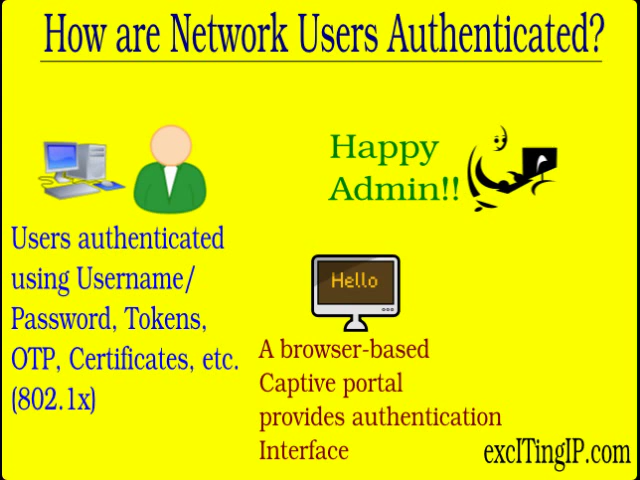 How are Network Users Authenticated?
Happy
Admin!!
Users authenticated
using Username/
Password, Tokens,
OTP, Certificates, etc.
(802.1x)
Hello
A browser-based
Captive portal
provides authentication
Interface
excITingIP.com